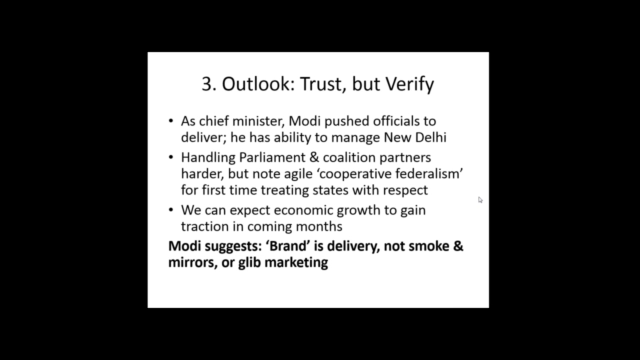 3. Outlook: Trust, but Verify
• As chief minister, Modi pushed officials to
deliver; he has ability to manage New Delhi
• Handling Parliament & coalition partners
harder, but note agile ‘cooperative federalism’
for first time treating states with respect
• We can expect economic growth to gain
traction in coming months
Modi suggests: ‘Brand’ is delivery, not smoke &
mirrors, or glib marketing